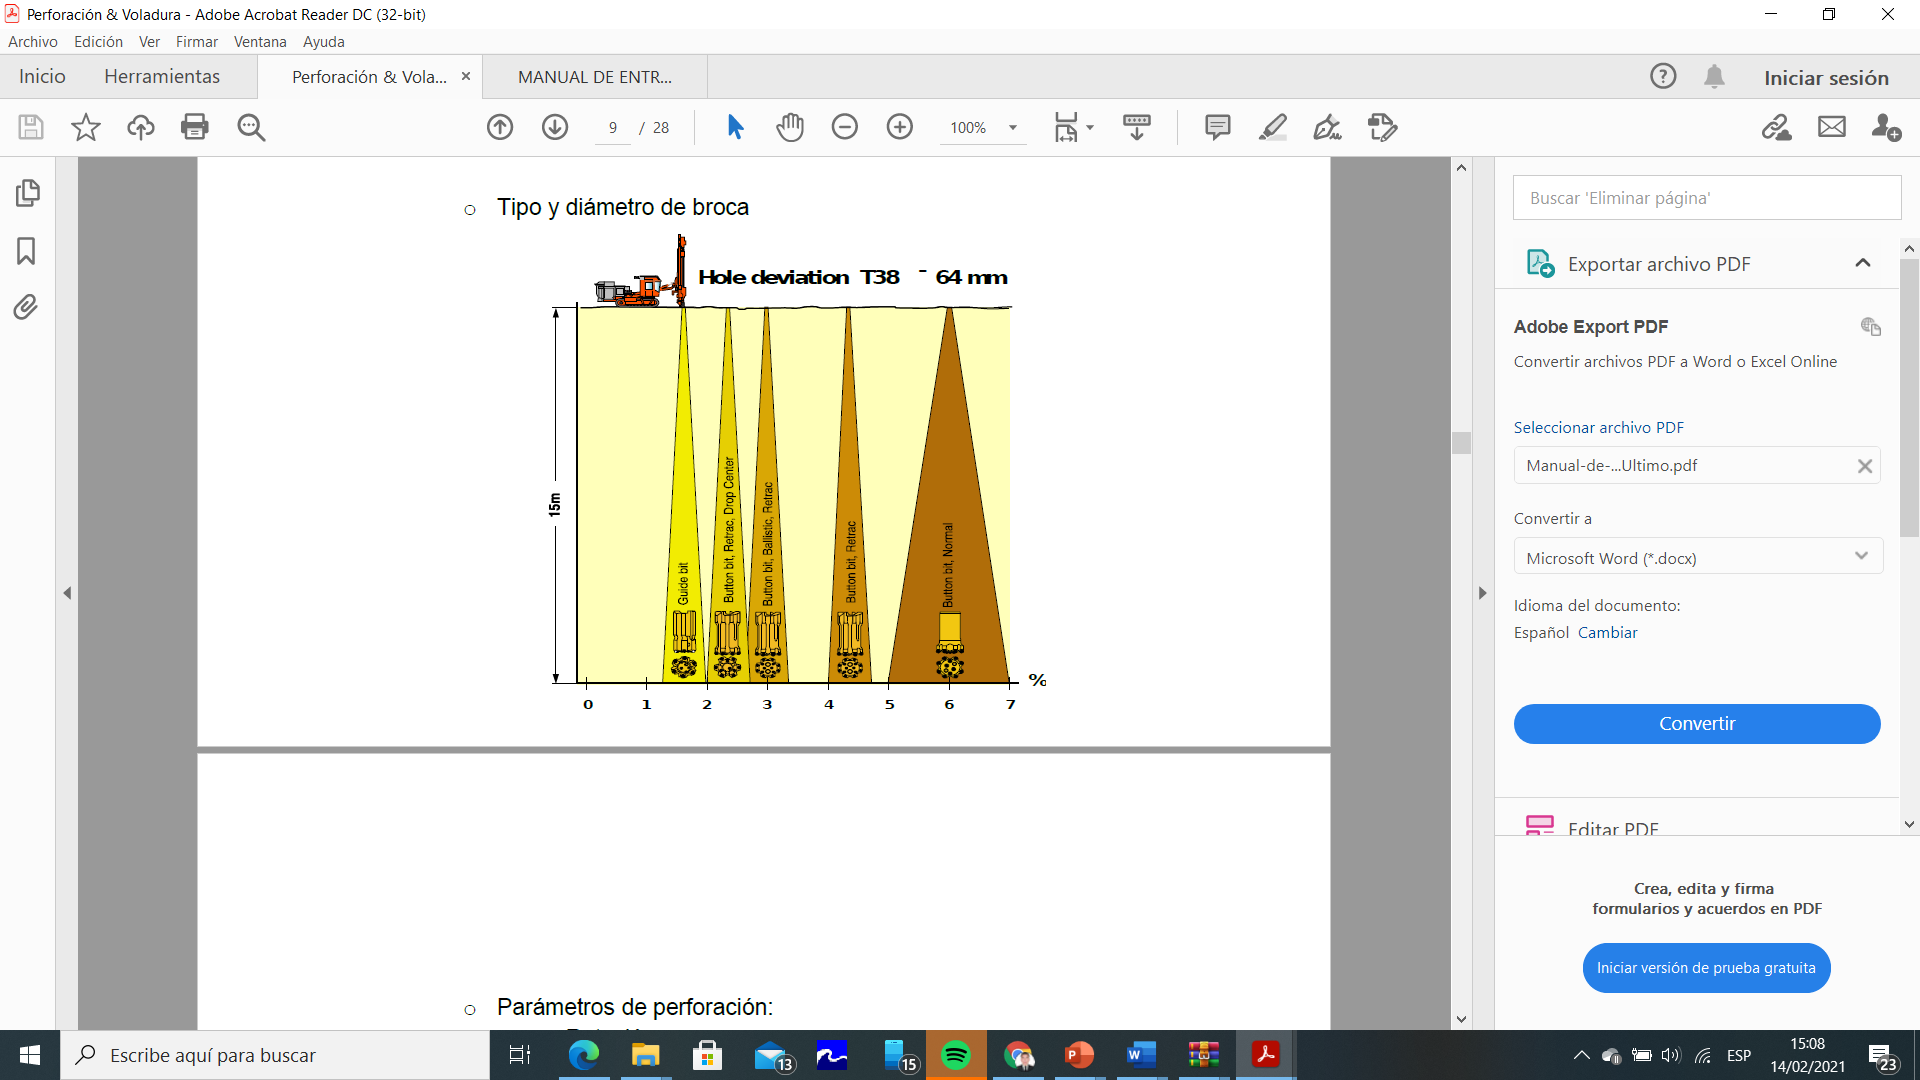 Perforación & Voladura - Adobe Acrobat Reader DC (32-bit)
Archivo Edición Ver Firmar Ventana Ayuda
Inicio Herramientas Perforación & Vola... × MANUAL DE ENTR... Iniciar sesión
9 / 28 100%
Tipo y diámetro de broca
Hole deviation T38 - 64 mm
15m
Guide bit
Button bit, Retrac, Drop Center
Button bit, Ballistic, Retrac
Button bit, Retrac
Button bit, Normal
%
0 1 2 3 4 5 6 7
Parámetros de perforación:
Buscar 'Eliminar página'
Exportar archivo PDF
Adobe Export PDF
Convertir archivos PDF a Word o Excel Online
Seleccionar archivo PDF
Manual-de-...Ultimo.pdf
Convertir a
Microsoft Word (*.docx)
Idioma del documento:
Español Cambiar
Convertir
Editar PDF
Crea, edita y firma
formularios y acuerdos en PDF
Iniciar versión de prueba gratuita
Escribe aquí para buscar
13
15
ESP
15:08
14/02/2021
23